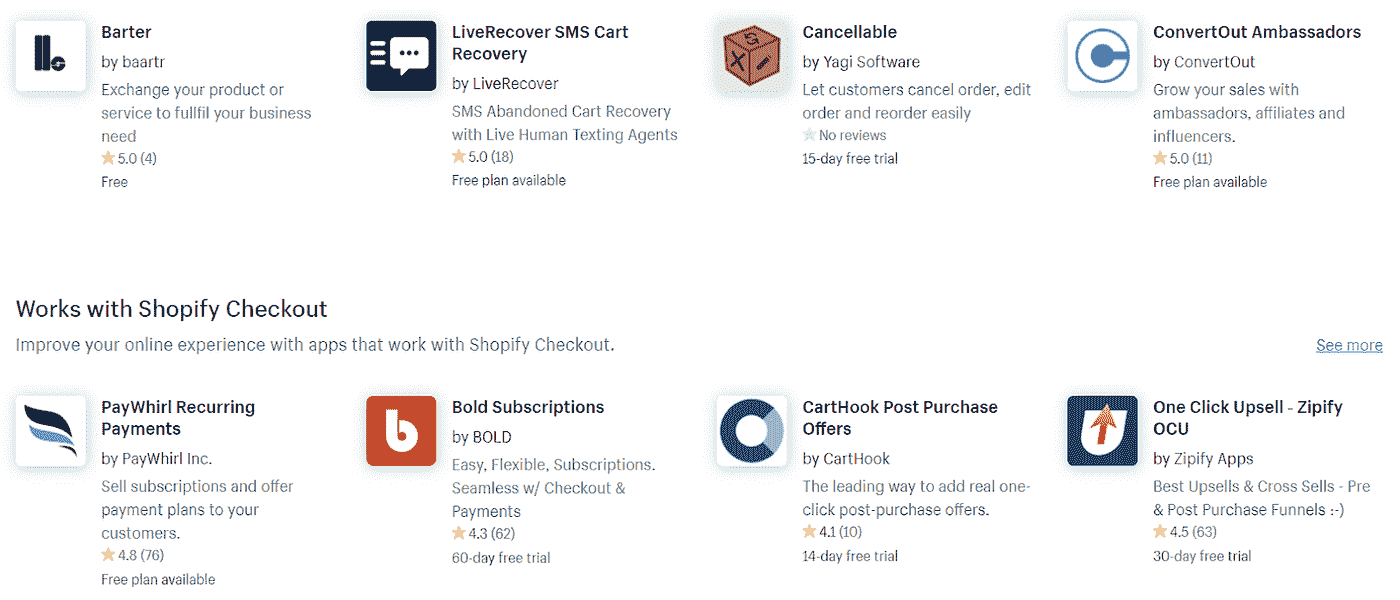 Barter
by baartr
Exchange your product or
service to fullfil your business
need
5.0 (4)
Free
LiveRecover SMS Cart
Recovery
by LiveRecover
SMS Abandoned Cart Recovery
with Live Human Texting Agents
5.0 (18)
Free plan available
Cancellable
by Yagi Software
Let customers cancel order, edit
order and reorder easily
No reviews
15-day free trial
ConvertOut Ambassadors
by ConvertOut
Grow your sales with
ambassadors, affiliates and
influencers.
5.0 (11)
Free plan available
Works with Shopify Checkout
Improve your online experience with apps that work with Shopify Checkout.
See more
PayWhirl Recurring
Payments
by PayWhirl Inc.
Sell subscriptions and offer
payment plans to your
customers.
4.8 (76)
Free plan available
b
Bold Subscriptions
by BOLD
Easy, Flexible, Subscriptions.
Seamless w/ Checkout &
Payments
4.3 (62)
60-day free trial
CartHook Post Purchase
Offers
by CartHook
The leading way to add real one-
click post-purchase offers.
4.1 (10)
14-day free trial
One Click Upsell - Zipify
OCU
by Zipify Apps
Best Upsells & Cross Sells - Pre
& Post Purchase Funnels :-)
4.5 (63)
30-day free trial